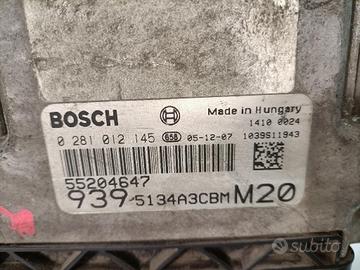 BOSCH
Made in Hungary
1410 0024
0 281 012 145 658 05-12-07 1039S11943
55204647
939 5134A3CBM M20
subito